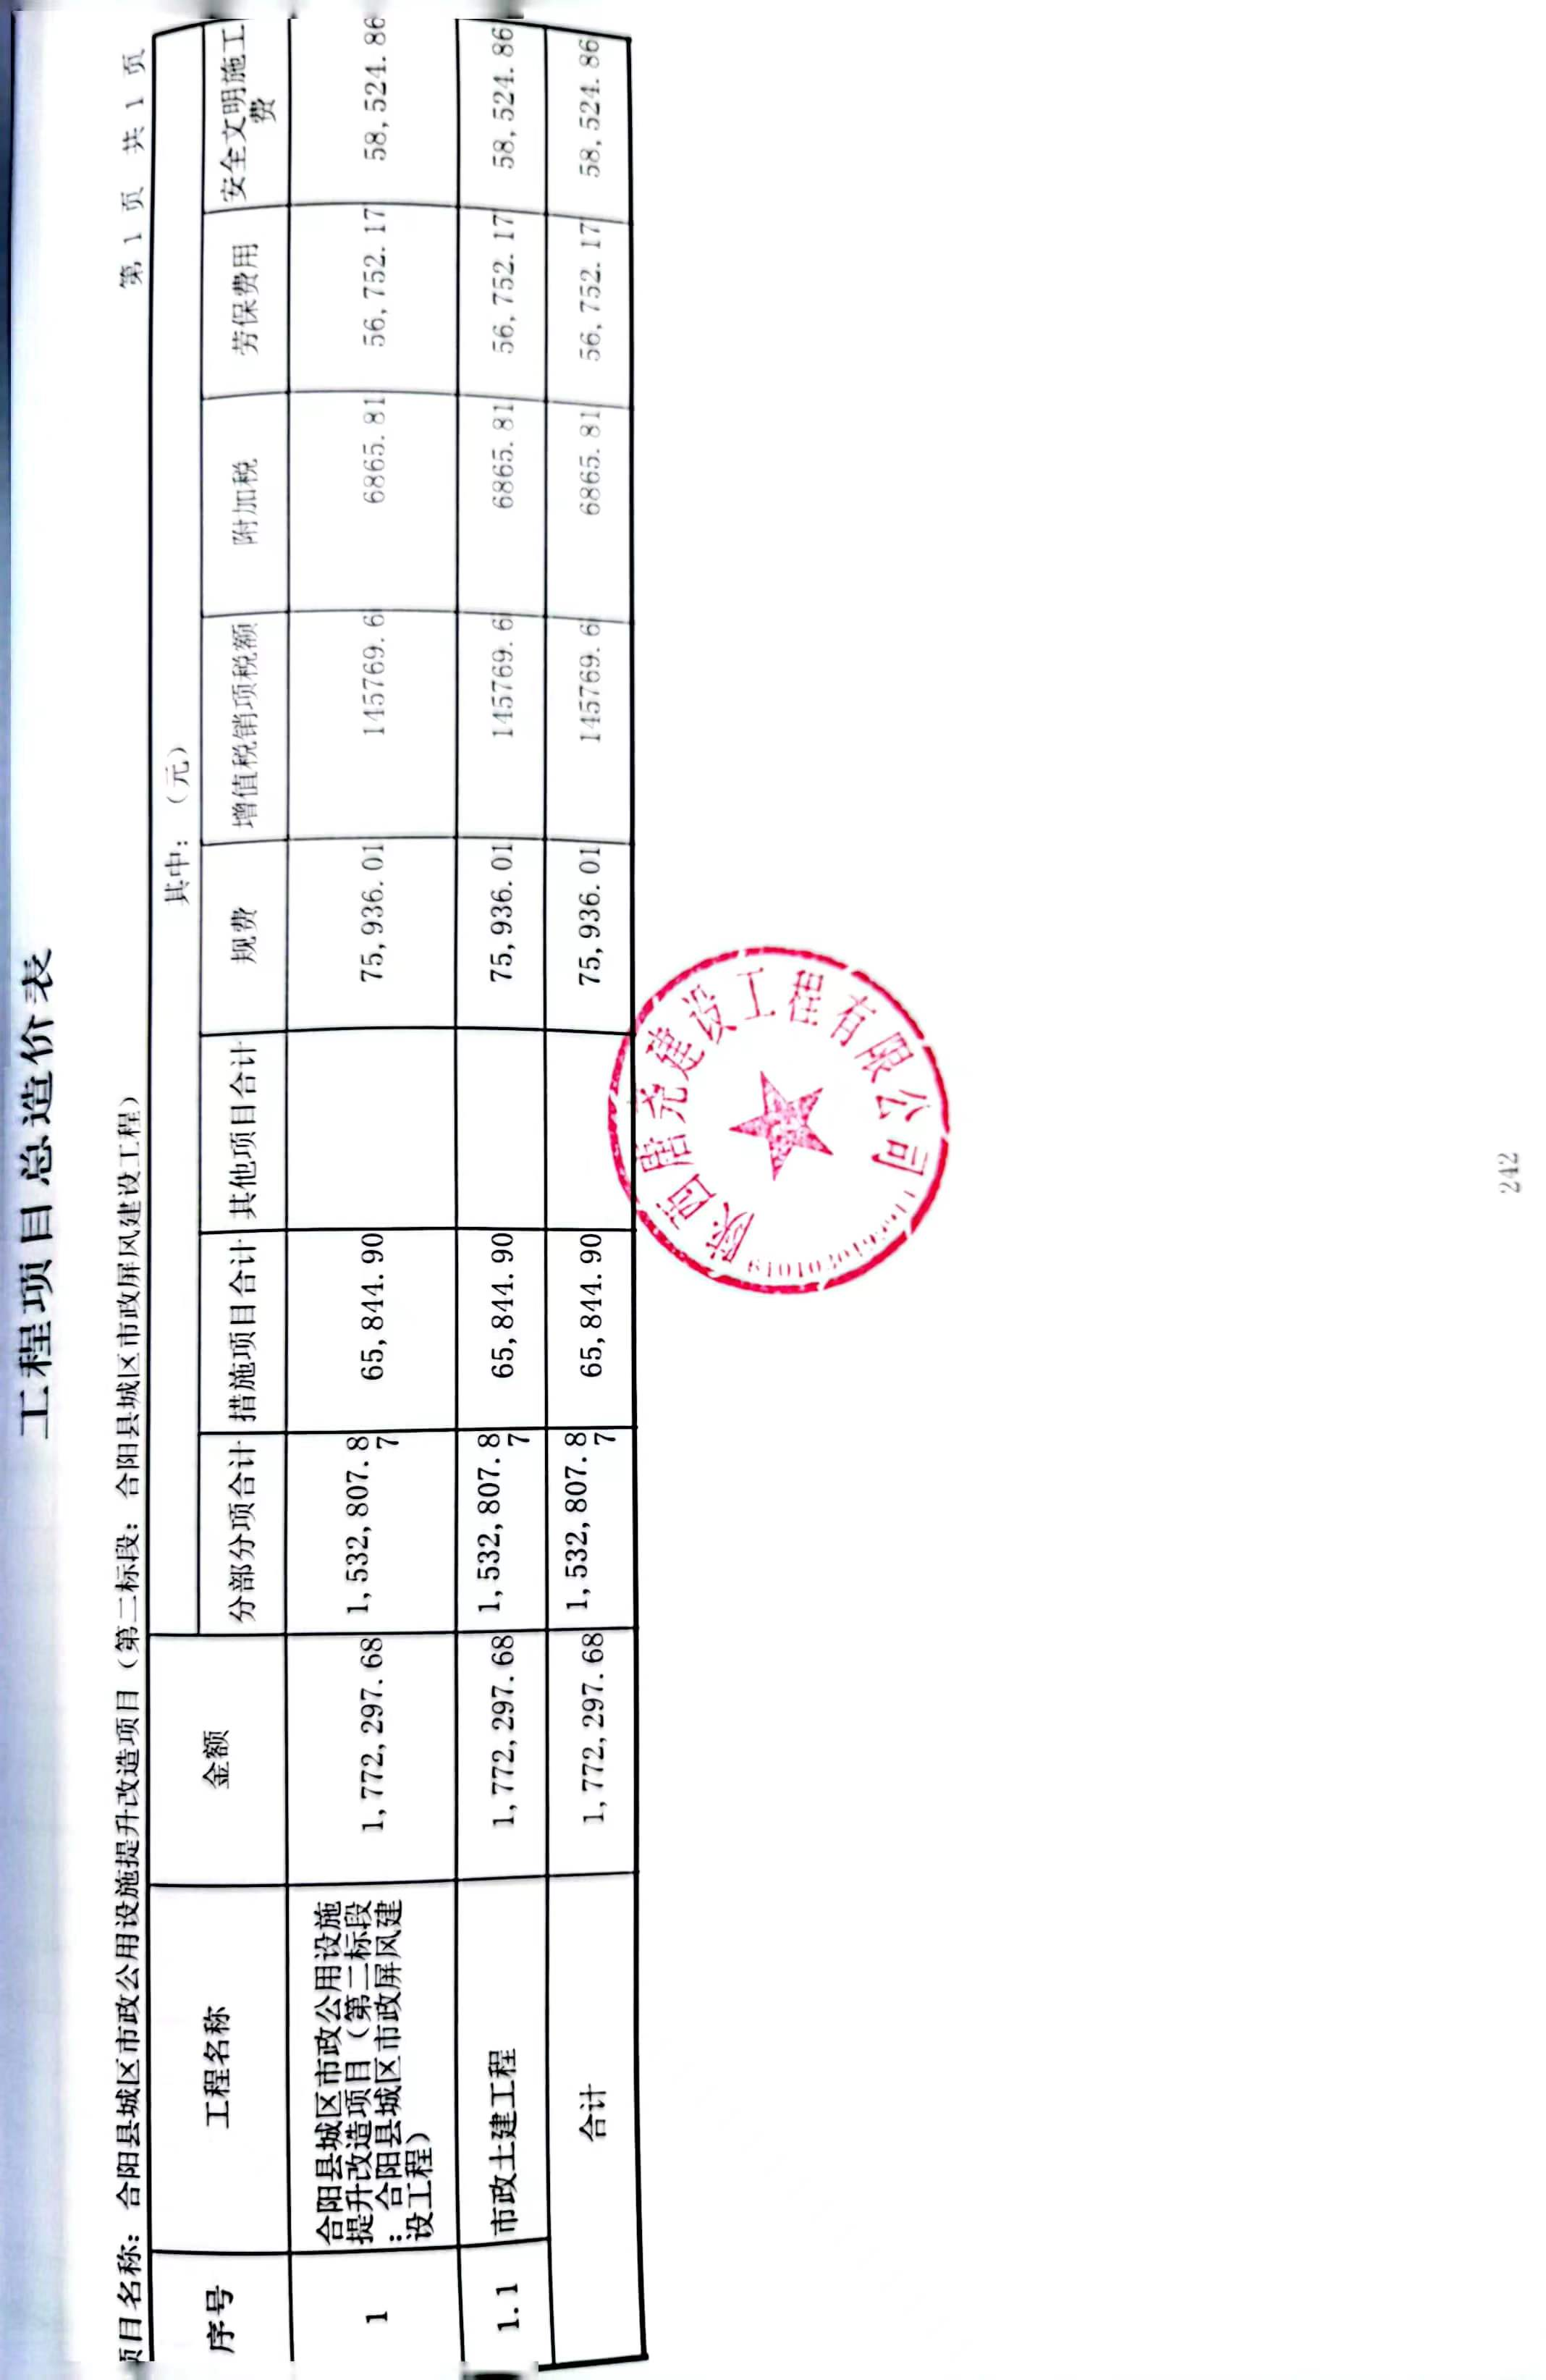 工程项目总造价表
项目名称：合阳县城区市政公用设施提升改造项目（第二标段：合阳县城区市政屏风建设工程） 第 1 页 共 1 页
序号 工程名称 金额 其中：（元）
分部分项合计 措施项目合计 其他项目合计 规费 增值税销项税额 附加税 劳保费用 安全文明施工
费
1 合阳县城区市政公用设施
提升改造项目（第二标段
：合阳县城区市政屏风建
设工程） 1,772,297.68 1,532,807.8
7 65,844.90 75,936.01 145769.6 6865.81 56,752.17 58,524.86
1.1 市政土建工程 1,772,297.68 1,532,807.8
7 65,844.90 75,936.01 145769.6 6865.81 56,752.17 58,524.86
合计 1,772,297.68 1,532,807.8
7 65,844.90 75,936.01 145769.6 6865.81 56,752.17 58,524.86
陕西唐尧建设工程有限公司
242